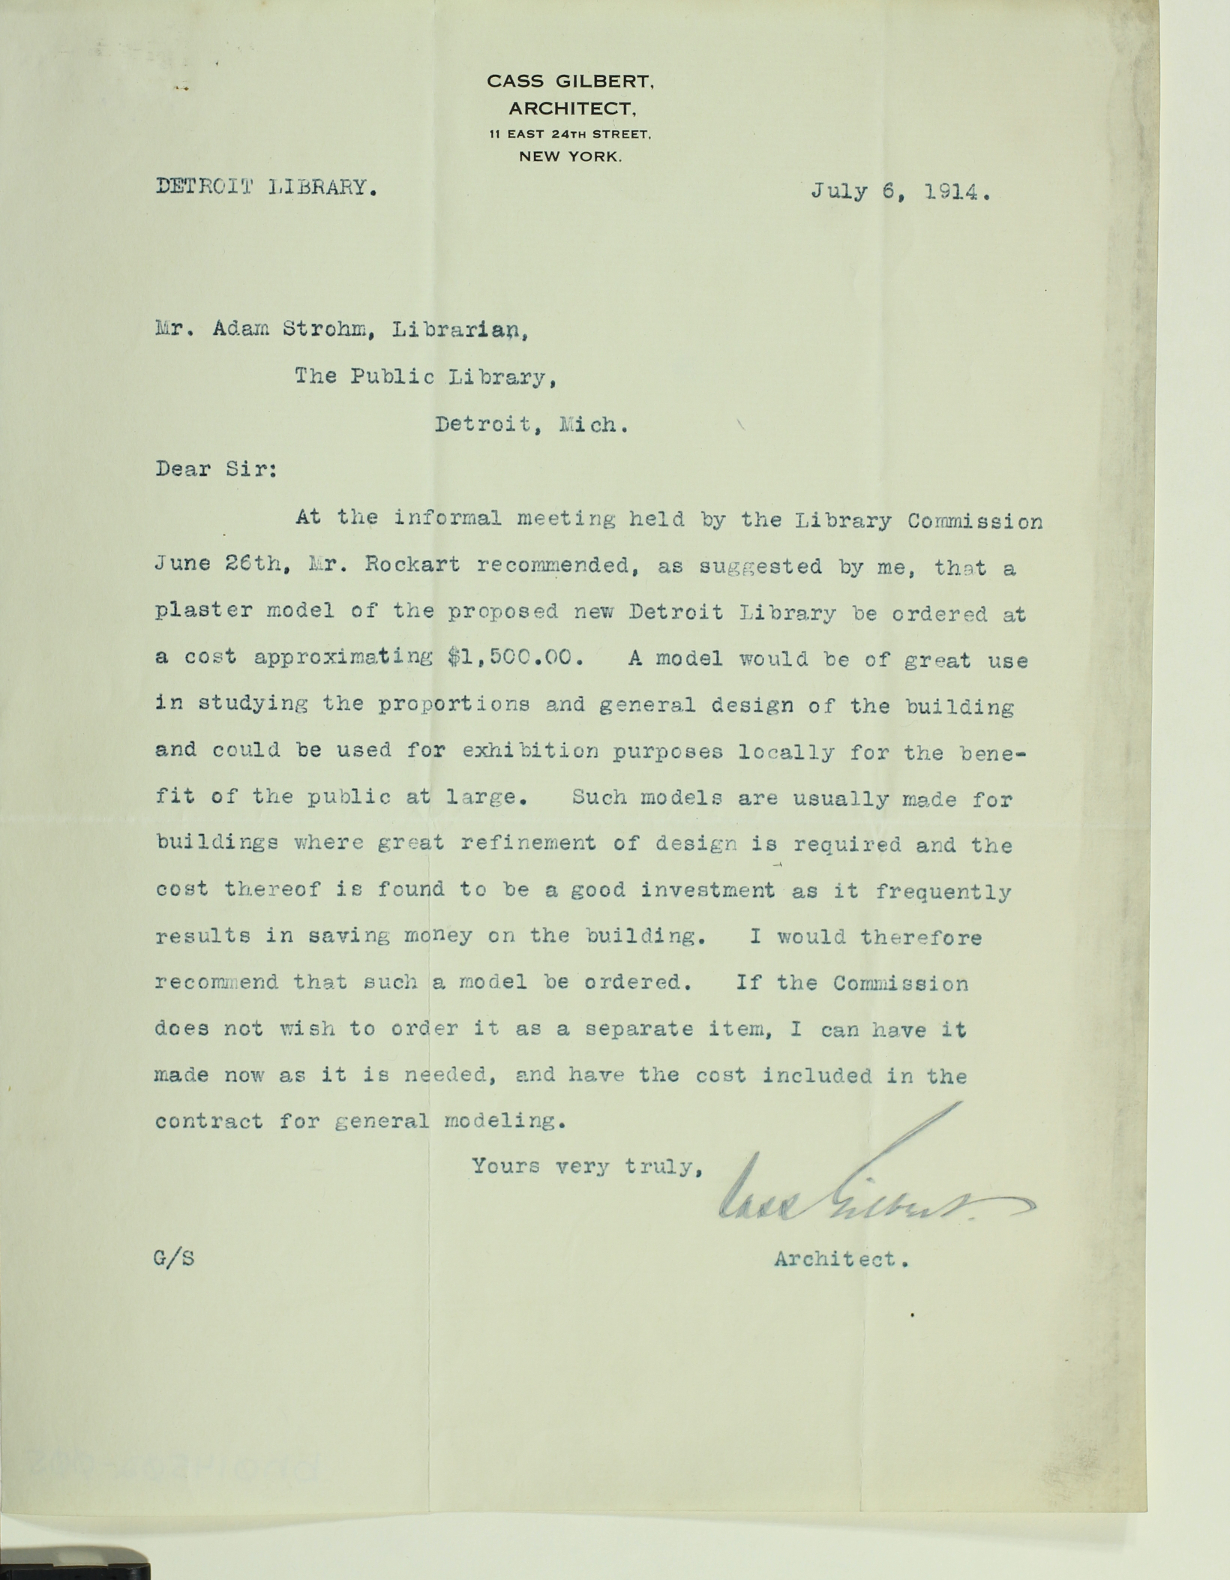 CASS GILBERT,
ARCHITECT,
11 EAST 24TH STREET,
NEW YORK.
DETROIT LIBRARY.
July 6, 1914.
Mr. Adam Strohm, Librarian,
The Public Library,
Detroit, Mich.
Dear Sir:
At the informal meeting held by the Library Commission
June 26th, Mr. Rockart recommended, as suggested by me, that a
plaster model of the proposed new Detroit Library be ordered at
a cost approximating $1,500.00. A model would be of great use
in studying the proportions and general design of the building
and could be used for exhibition purposes locally for the bene-
fit of the public at large. Such models are usually made for
buildings where great refinement of design is required and the
cost thereof is found to be a good investment as it frequently
results in saving money on the building. I would therefore
recommend that such a model be ordered. If the Commission
does not wish to order it as a separate item, I can have it
made now as it is needed, and have the cost included in the
contract for general modeling.
Yours very truly,
Cass Gilbert.
G/S
Architect.